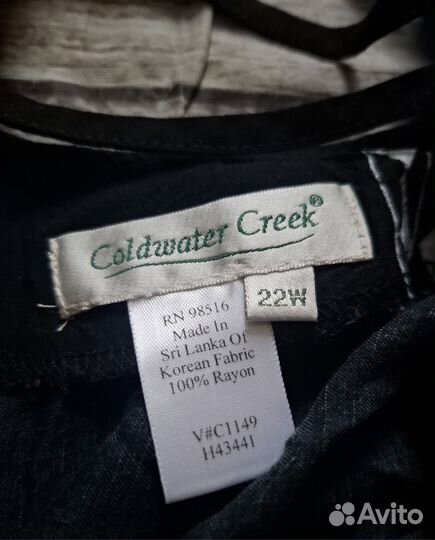 Coldwater Creek®
22W
RN 98516
Made In
Sri Lanka Of
Korean Fabric
100% Rayon
V#C1149
H43441
Avito